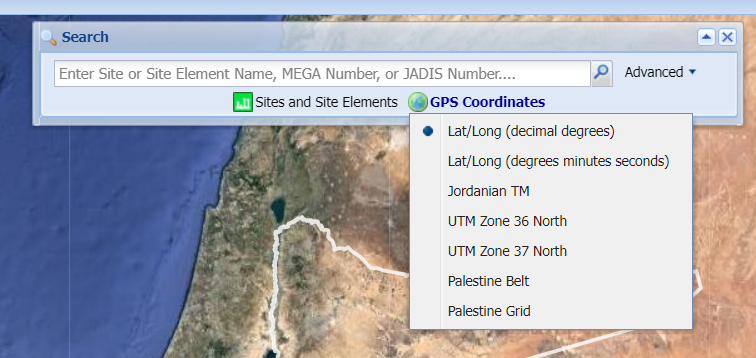 Search
Enter Site or Site Element Name, MEGA Number, or JADIS Number.... Advanced
Sites and Site Elements GPS Coordinates
Lat/Long (decimal degrees)
Lat/Long (degrees minutes seconds)
Jordanian TM
UTM Zone 36 North
UTM Zone 37 North
Palestine Belt
Palestine Grid